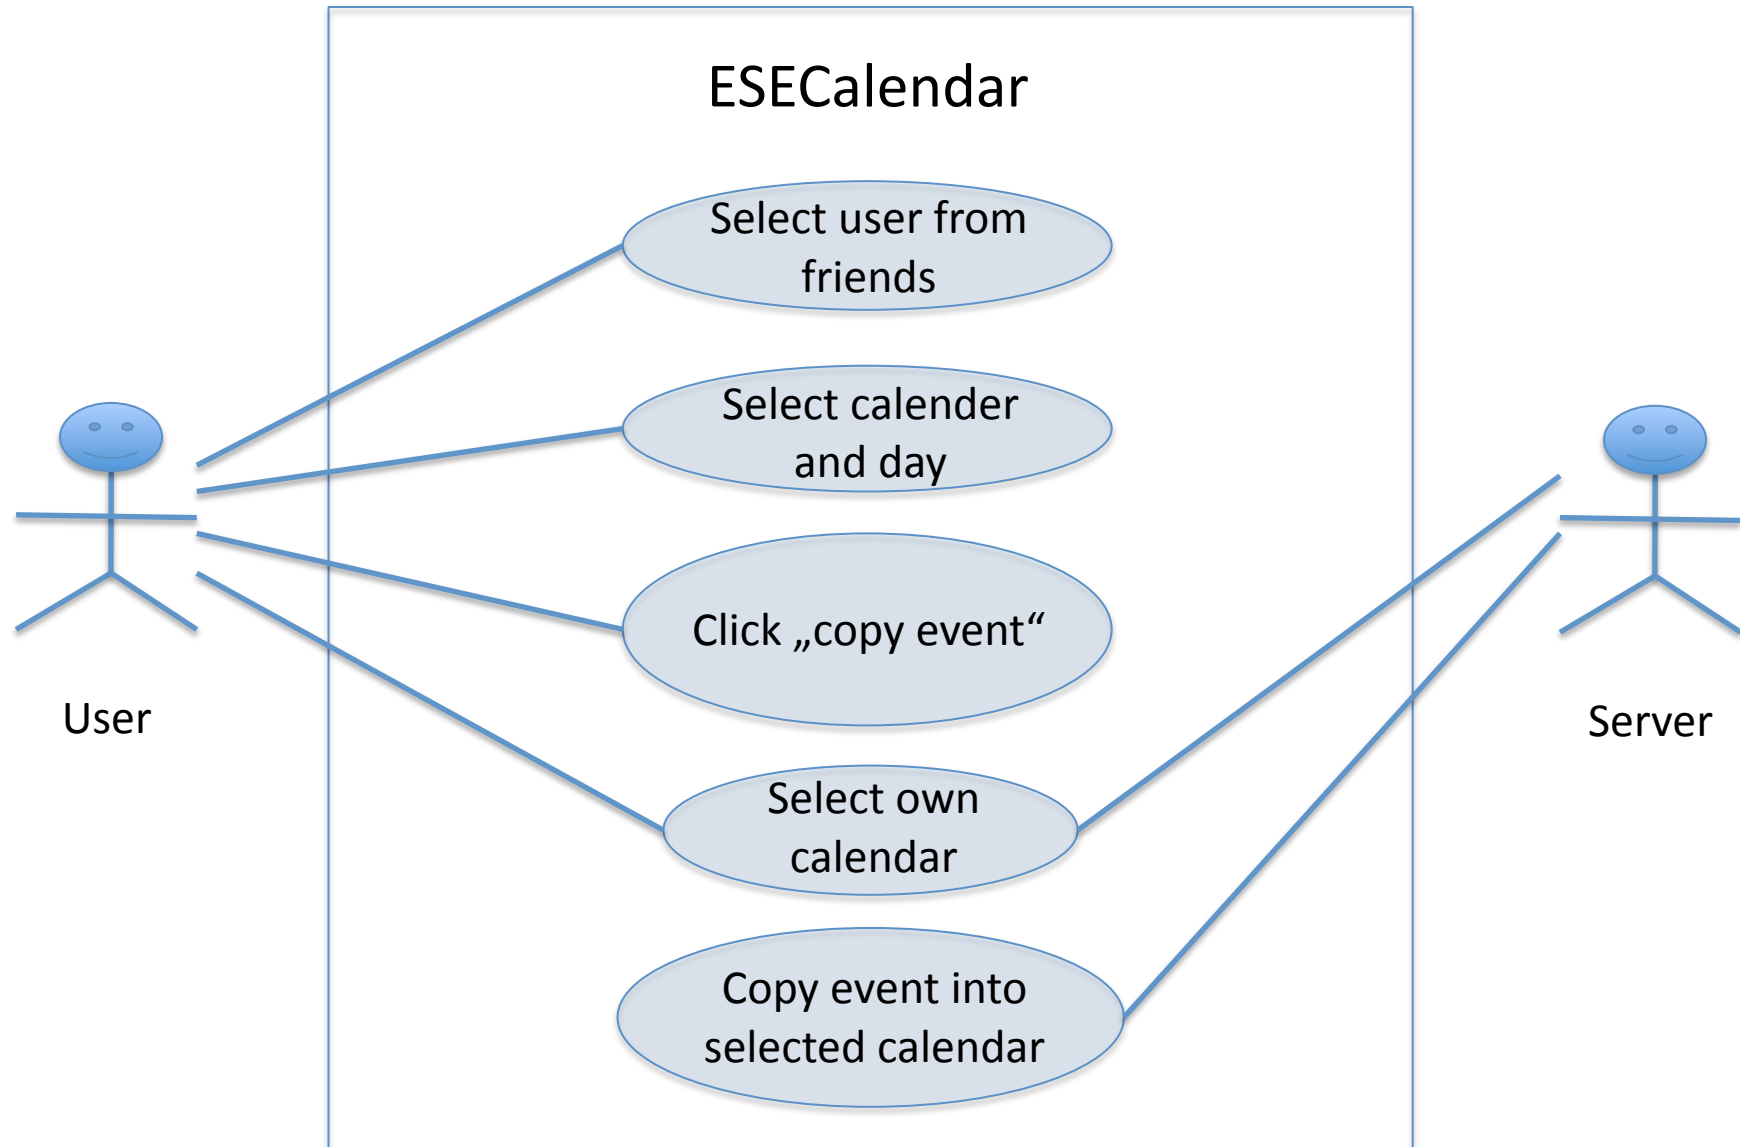 ESECalendar
Select user from
friends
Select calender
and day
Click „copy event“
User
Server
Select own
calendar
Copy event into
selected calendar